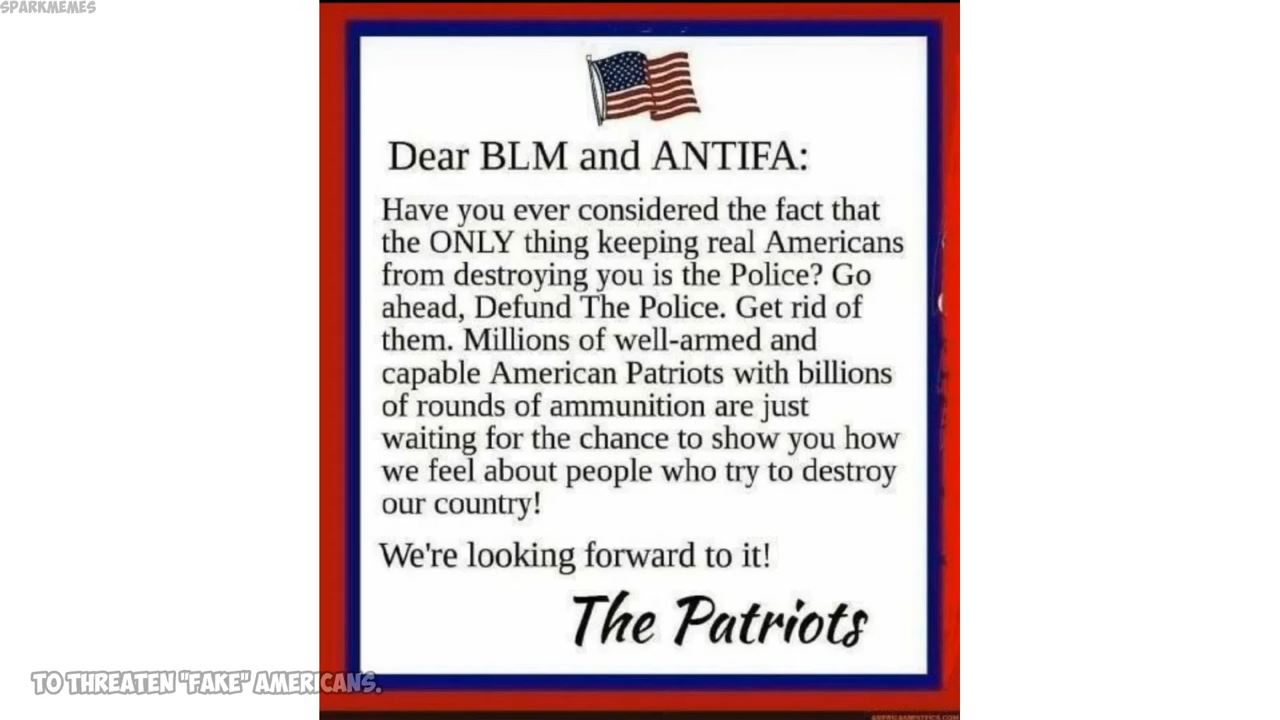 SPARKMEMES
Dear BLM and ANTIFA:
Have you ever considered the fact that
the ONLY thing keeping real Americans
from destroying you is the Police? Go
ahead, Defund The Police. Get rid of
them. Millions of well-armed and
capable American Patriots with billions
of rounds of ammunition are just
waiting for the chance to show you how
we feel about people who try to destroy
our country!
We're looking forward to it!
The Patriots
TO THREATEN "FAKE" AMERICANS.